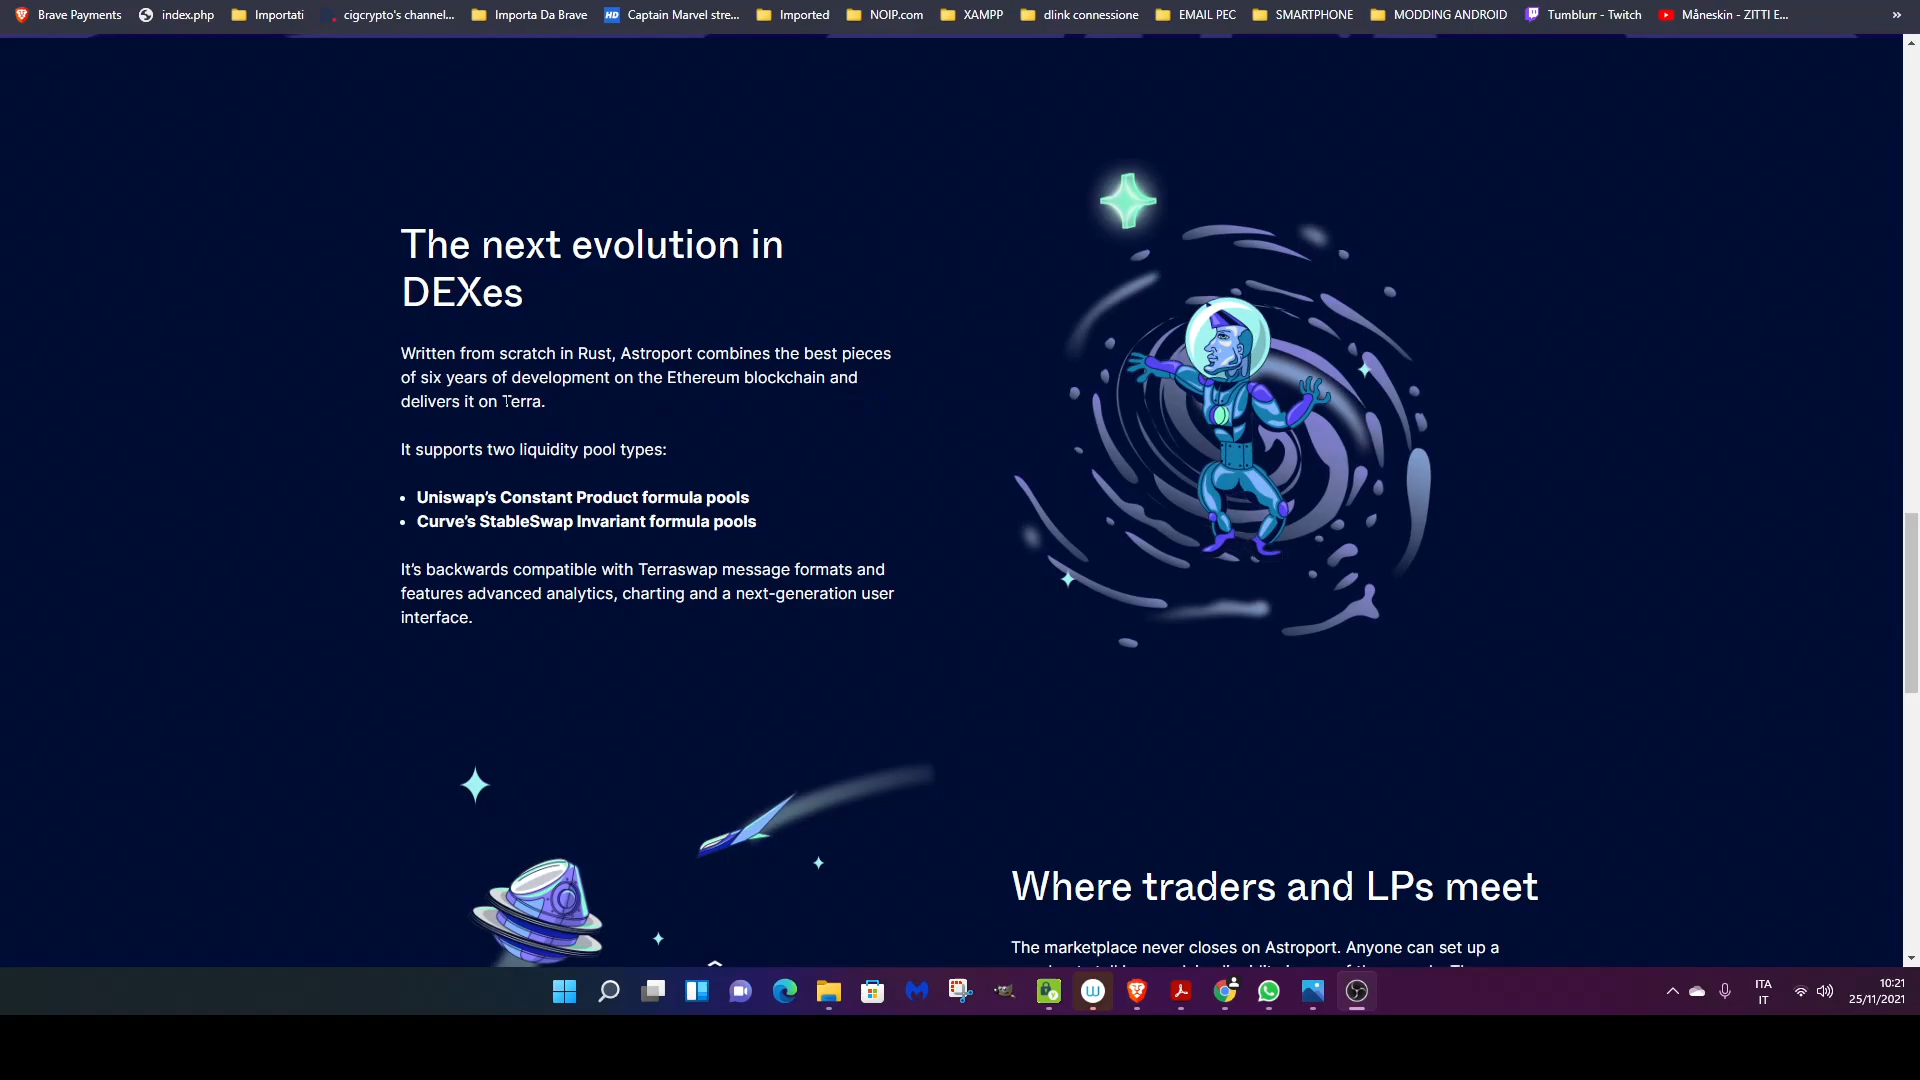 Brave Payments index.php Importati cigcrypto's channel... Importa Da Brave HD Captain Marvel stre... Imported NOIP.com XAMPP dlink connessione EMAIL PEC SMARTPHONE MODDING ANDROID Tumblurr - Twitch Måneskin - ZITTI E... »
The next evolution in
DEXes
Written from scratch in Rust, Astroport combines the best pieces
of six years of development on the Ethereum blockchain and
delivers it on Terra.
It supports two liquidity pool types:
• Uniswap’s Constant Product formula pools
• Curve’s StableSwap Invariant formula pools
It’s backwards compatible with Terraswap message formats and
features advanced analytics, charting and a next-generation user
interface.
Where traders and LPs meet
The marketplace never closes on Astroport. Anyone can set up a
ITA
IT
10:21
25/11/2021